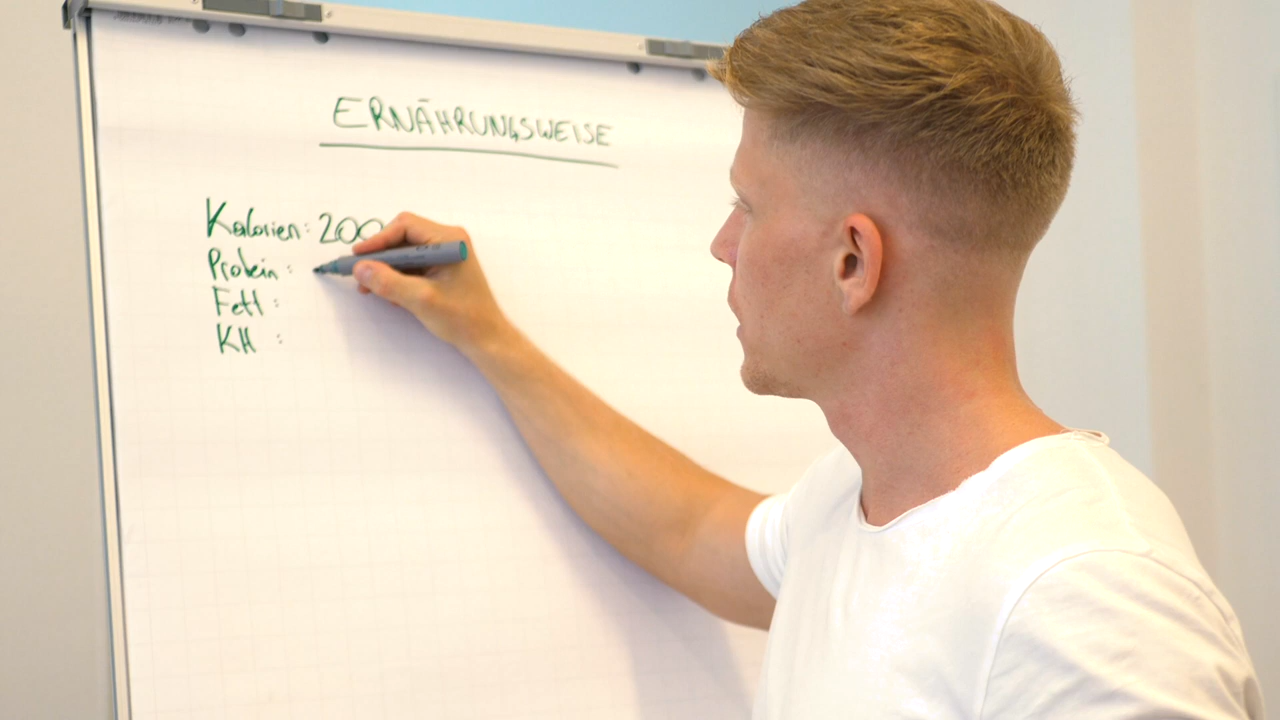 ERNÄHRUNGSWEISE
Kalorien: 200
Protein :
Fett :
KH :